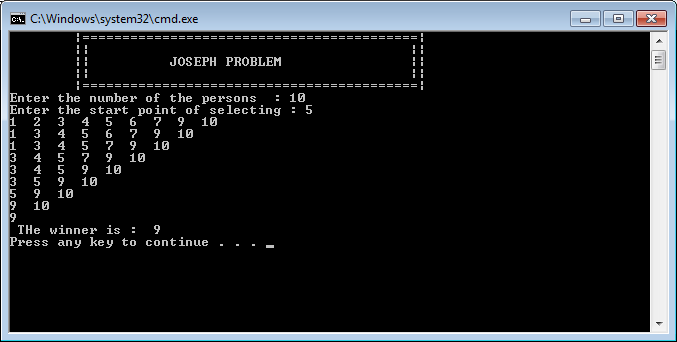 C:\Windows\system32\cmd.exe
JOSEPH PROBLEM
Enter the number of the persons  : 10
Enter the start point of selecting : 5
1  2  3  4  5  6  7  9  10
1  3  4  5  6  7  9  10
1  3  4  5  7  9  10
3  4  5  7  9  10
3  4  5  9  10
3  5  9  10
5  9  10
9  10
9
THe winner is :  9
Press any key to continue . . . _